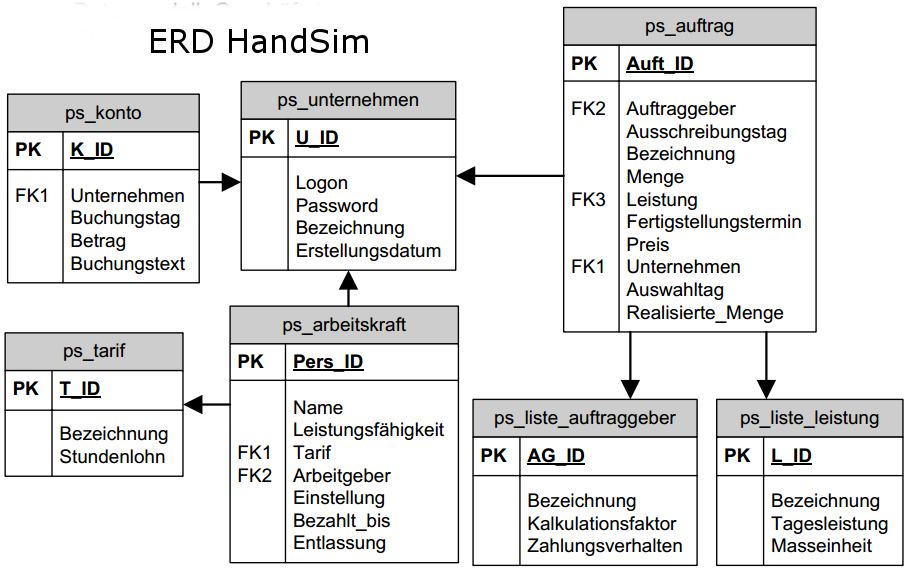 ERD HandSim
ps_konto
PK K_ID
FK1 Unternehmen
Buchungstag
Betrag
Buchungstext
ps_unternehmen
PK U_ID
Logon
Password
Bezeichnung
Erstellungsdatum
ps_auftrag
PK Auft_ID
FK2 Auftraggeber
Ausschreibungstag
Bezeichnung
Menge
FK3 Leistung
Fertigstellungstermin
Preis
FK1 Unternehmen
Auswahltag
Realisierte_Menge
ps_tarif
PK T_ID
Bezeichnung
Stundenlohn
ps_arbeitskraft
PK Pers_ID
Name
Leistungsfähigkeit
FK1 Tarif
FK2 Arbeitgeber
Einstellung
Bezahlt_bis
Entlassung
ps_liste_auftraggeber
PK AG_ID
Bezeichnung
Kalkulationsfaktor
Zahlungsverhalten
ps_liste_leistung
PK L_ID
Bezeichnung
Tagesleistung
Masseinheit